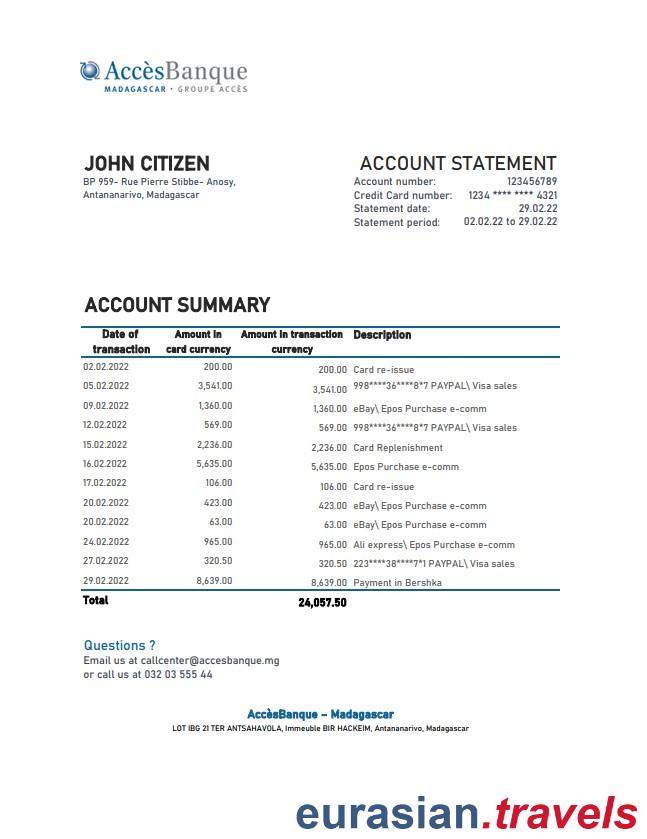 AccèsBanque
MADAGASCAR · GROUPE ACCÈS
JOHN CITIZEN
BP 959- Rue Pierre Stibbe- Anosy,
Antananarivo, Madagascar
ACCOUNT STATEMENT
Account number: 123456789
Credit Card number: 1234 **** **** 4321
Statement date: 29.02.22
Statement period: 02.02.22 to 29.02.22
ACCOUNT SUMMARY
Date of transaction Amount in card currency Amount in transaction currency Description
02.02.2022 200.00 200.00 Card re-issue
05.02.2022 3,541.00 3,541.00 998****36****8*7 PAYPAL\ Visa sales
09.02.2022 1,360.00 1,360.00 eBay\ Epos Purchase e-comm
12.02.2022 569.00 569.00 998****36****8*7 PAYPAL\ Visa sales
15.02.2022 2,236.00 2,236.00 Card Replenishment
16.02.2022 5,635.00 5,635.00 Epos Purchase e-comm
17.02.2022 106.00 106.00 Card re-issue
20.02.2022 423.00 423.00 eBay\ Epos Purchase e-comm
20.02.2022 63.00 63.00 eBay\ Epos Purchase e-comm
24.02.2022 965.00 965.00 Ali express\ Epos Purchase e-comm
27.02.2022 320.50 320.50 223****38****7*1 PAYPAL\ Visa sales
29.02.2022 8,639.00 8,639.00 Payment in Bershka
Total 24,057.50
Questions ?
Email us at callcenter@accesbanque.mg
or call us at 032 03 555 44
AccèsBanque – Madagascar
LOT IBG 21 TER ANTSAHAVOLA, Immeuble BIR HACKEIM, Antananarivo, Madagascar
eurasian.travels